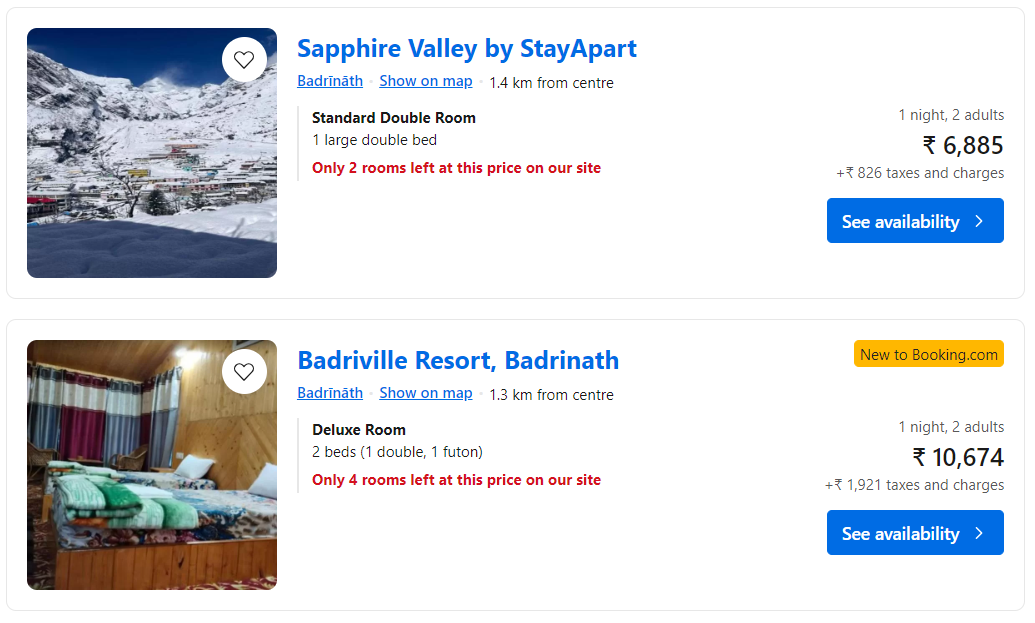 Sapphire Valley by StayApart
Badrīnāth Show on map 1.4 km from centre
Standard Double Room
1 large double bed
Only 2 rooms left at this price on our site
1 night, 2 adults
₹ 6,885
+₹ 826 taxes and charges
See availability
Badriville Resort, Badrinath
New to Booking.com
Badrīnāth Show on map 1.3 km from centre
Deluxe Room
2 beds (1 double, 1 futon)
Only 4 rooms left at this price on our site
1 night, 2 adults
₹ 10,674
+₹ 1,921 taxes and charges
See availability